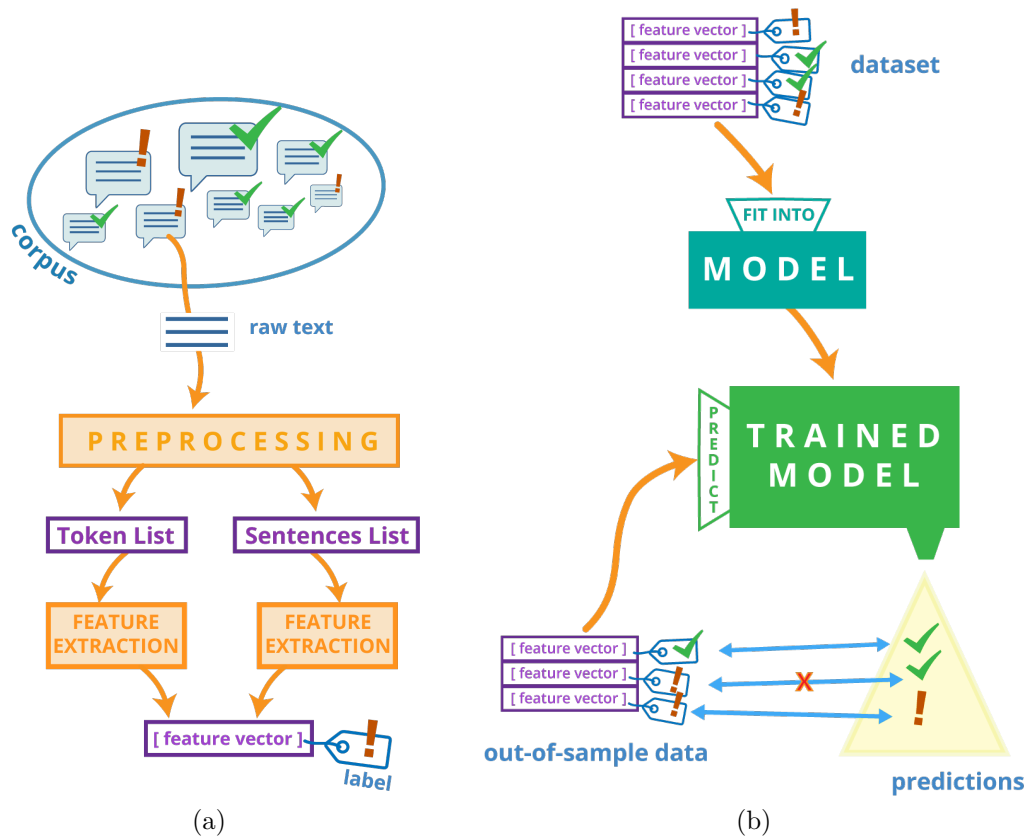 corpus
raw text
PREPROCESSING
Token List
Sentences List
FEATURE
EXTRACTION
FEATURE
EXTRACTION
[ feature vector ]
label
(a)
[ feature vector ]
[ feature vector ]
[ feature vector ]
[ feature vector ]
dataset
FIT INTO
MODEL
PREDICT
TRAINED
MODEL
[ feature vector ]
[ feature vector ]
[ feature vector ]
X
out-of-sample data
predictions
(b)